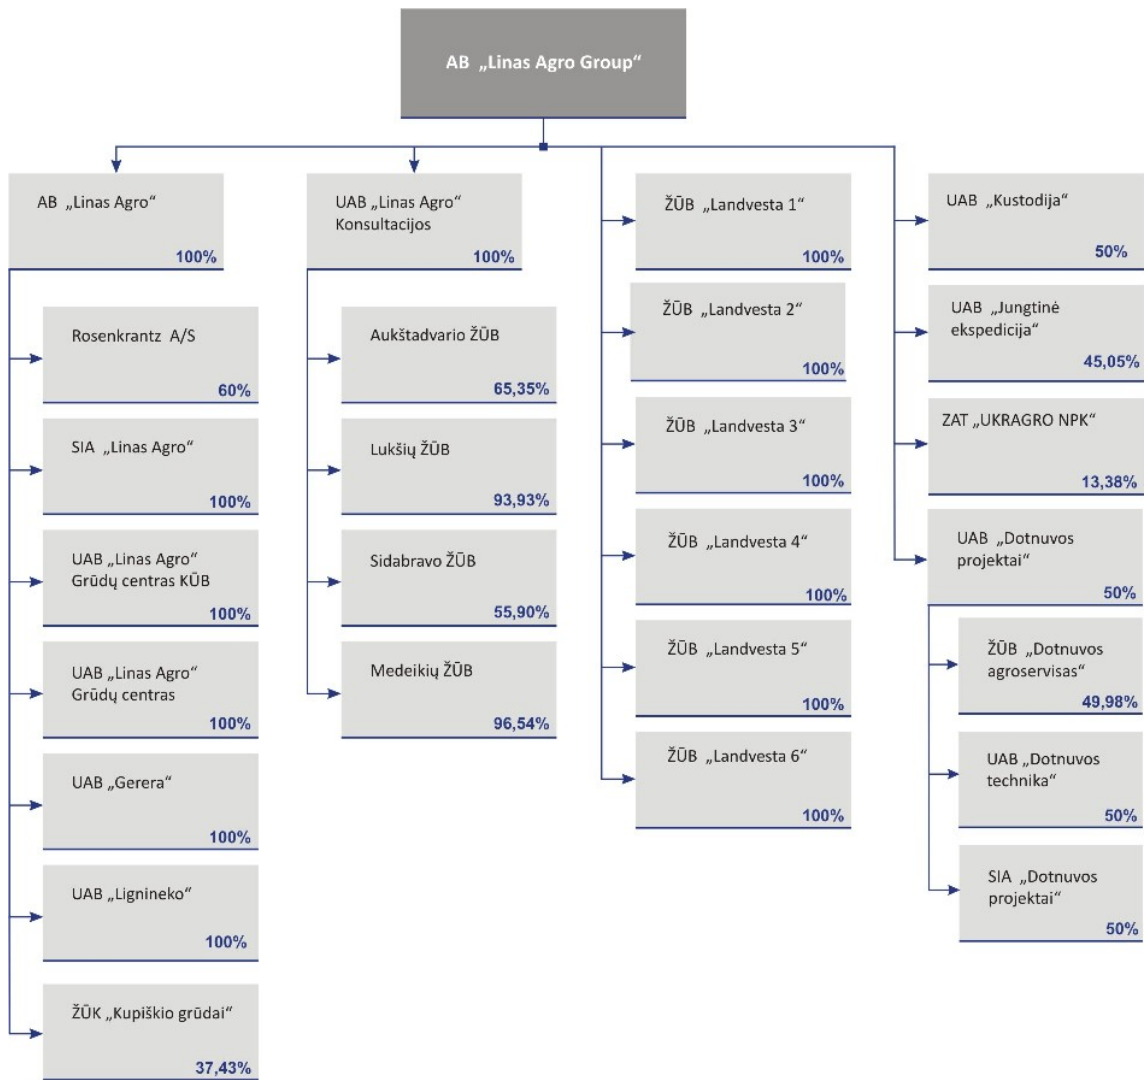 AB „Linas Agro Group“
AB „Linas Agro“
100%
Rosenkrantz A/S
60%
SIA „Linas Agro“
100%
UAB „Linas Agro“
Grūdų centras KŪB
100%
UAB „Linas Agro“
Grūdų centras
100%
UAB „Gerera“
100%
UAB „Lignineko“
100%
ŽŪK „Kupiškio grūdai“
37,43%
UAB „Linas Agro“
Konsultacijos
100%
Aukštadvario ŽŪB
65,35%
Lukšių ŽŪB
93,93%
Sidabravo ŽŪB
55,90%
Medeikių ŽŪB
96,54%
ŽŪB „Landvesta 1“
100%
ŽŪB „Landvesta 2“
100%
ŽŪB „Landvesta 3“
100%
ŽŪB „Landvesta 4“
100%
ŽŪB „Landvesta 5“
100%
ŽŪB „Landvesta 6“
100%
UAB „Kustodija“
50%
UAB „Jungtinė
ekspedicija“
45,05%
ZAT „UKRAGRO NPK“
13,38%
UAB „Dotnuvos
projektai“
50%
ŽŪB „Dotnuvos
agroservisas“
49,98%
UAB „Dotnuvos
technika“
50%
SIA „Dotnuvos
projektai“
50%